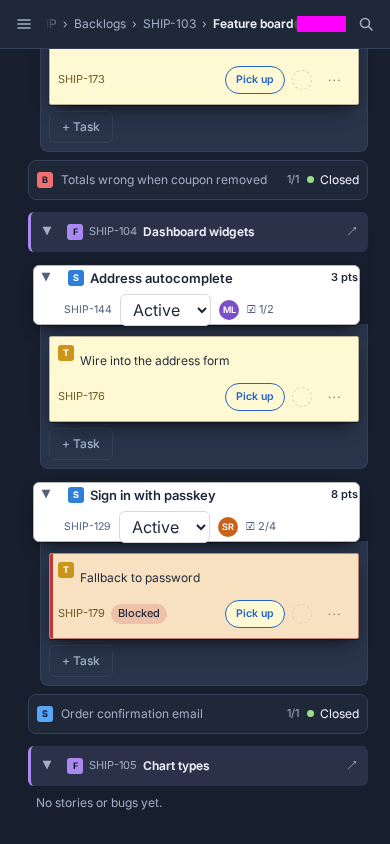 IP › Backlogs › SHIP-103 › Feature board
SHIP-173 Pick up ...
+ Task
B Totals wrong when coupon removed 1/1 Closed
▼ F SHIP-104 Dashboard widgets ↗
▼ S Address autocomplete 3 pts
SHIP-144 Active ML ☑ 1/2
T Wire into the address form
SHIP-176 Pick up ...
+ Task
▼ S Sign in with passkey 8 pts
SHIP-129 Active SR ☑ 2/4
T Fallback to password
SHIP-179 Blocked Pick up ...
+ Task
S Order confirmation email 1/1 Closed
▼ F SHIP-105 Chart types ↗
No stories or bugs yet.